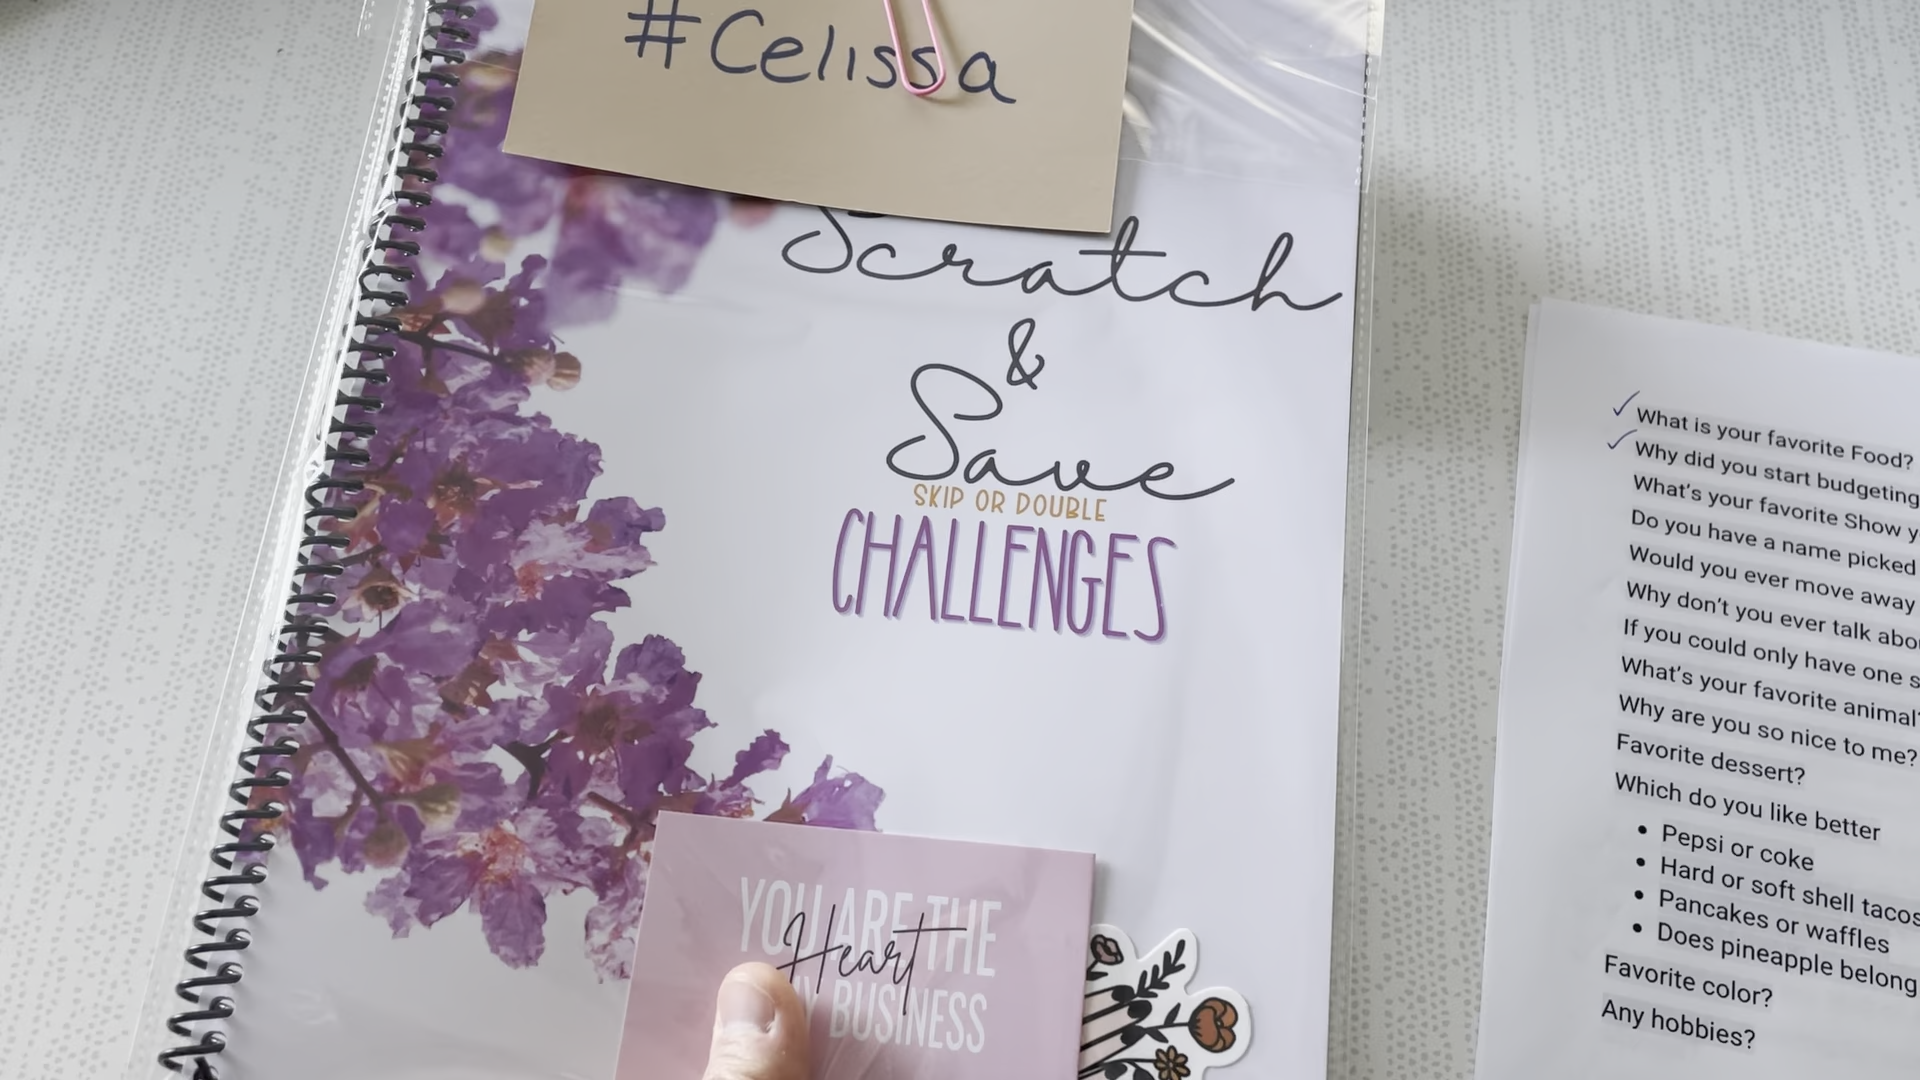 #Celissa
Scratch
&
Save
SKIP OR DOUBLE
CHALLENGES
YOU ARE THE
Heart
BUSINESS
What is your favorite Food?
Why did you start budgeting
What's your favorite Show
Do you have a name picked
Would you ever move away
Why don't you ever talk
If you could only have one
What's your favorite animal?
Why are you so nice to me?
Favorite dessert?
Which do you like better
• Pepsi or coke
• Hard or soft shell tacos
• Pancakes or waffles
• Does pineapple belong
Favorite color?
Any hobbies?